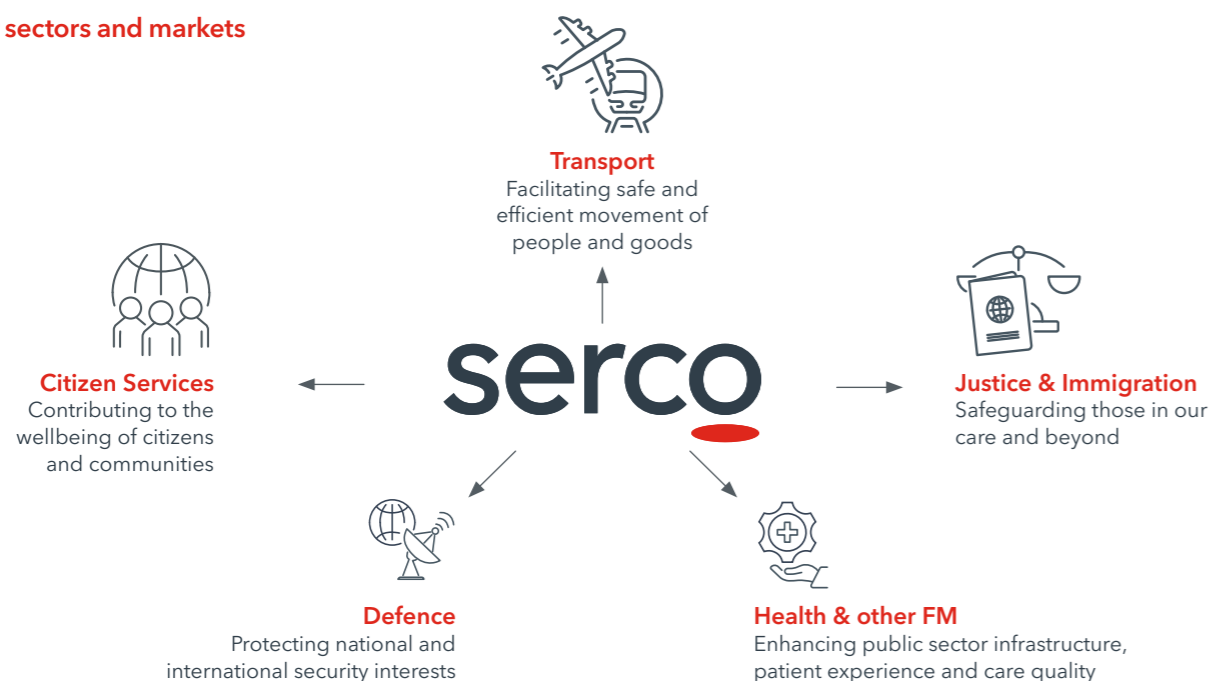 sectors and markets
Transport
Facilitating safe and
efficient movement of
people and goods
Citizen Services
Contributing to the
wellbeing of citizens
and communities
serco
Justice & Immigration
Safeguarding those in our
care and beyond
Defence
Protecting national and
international security interests
Health & other FM
Enhancing public sector infrastructure,
patient experience and care quality